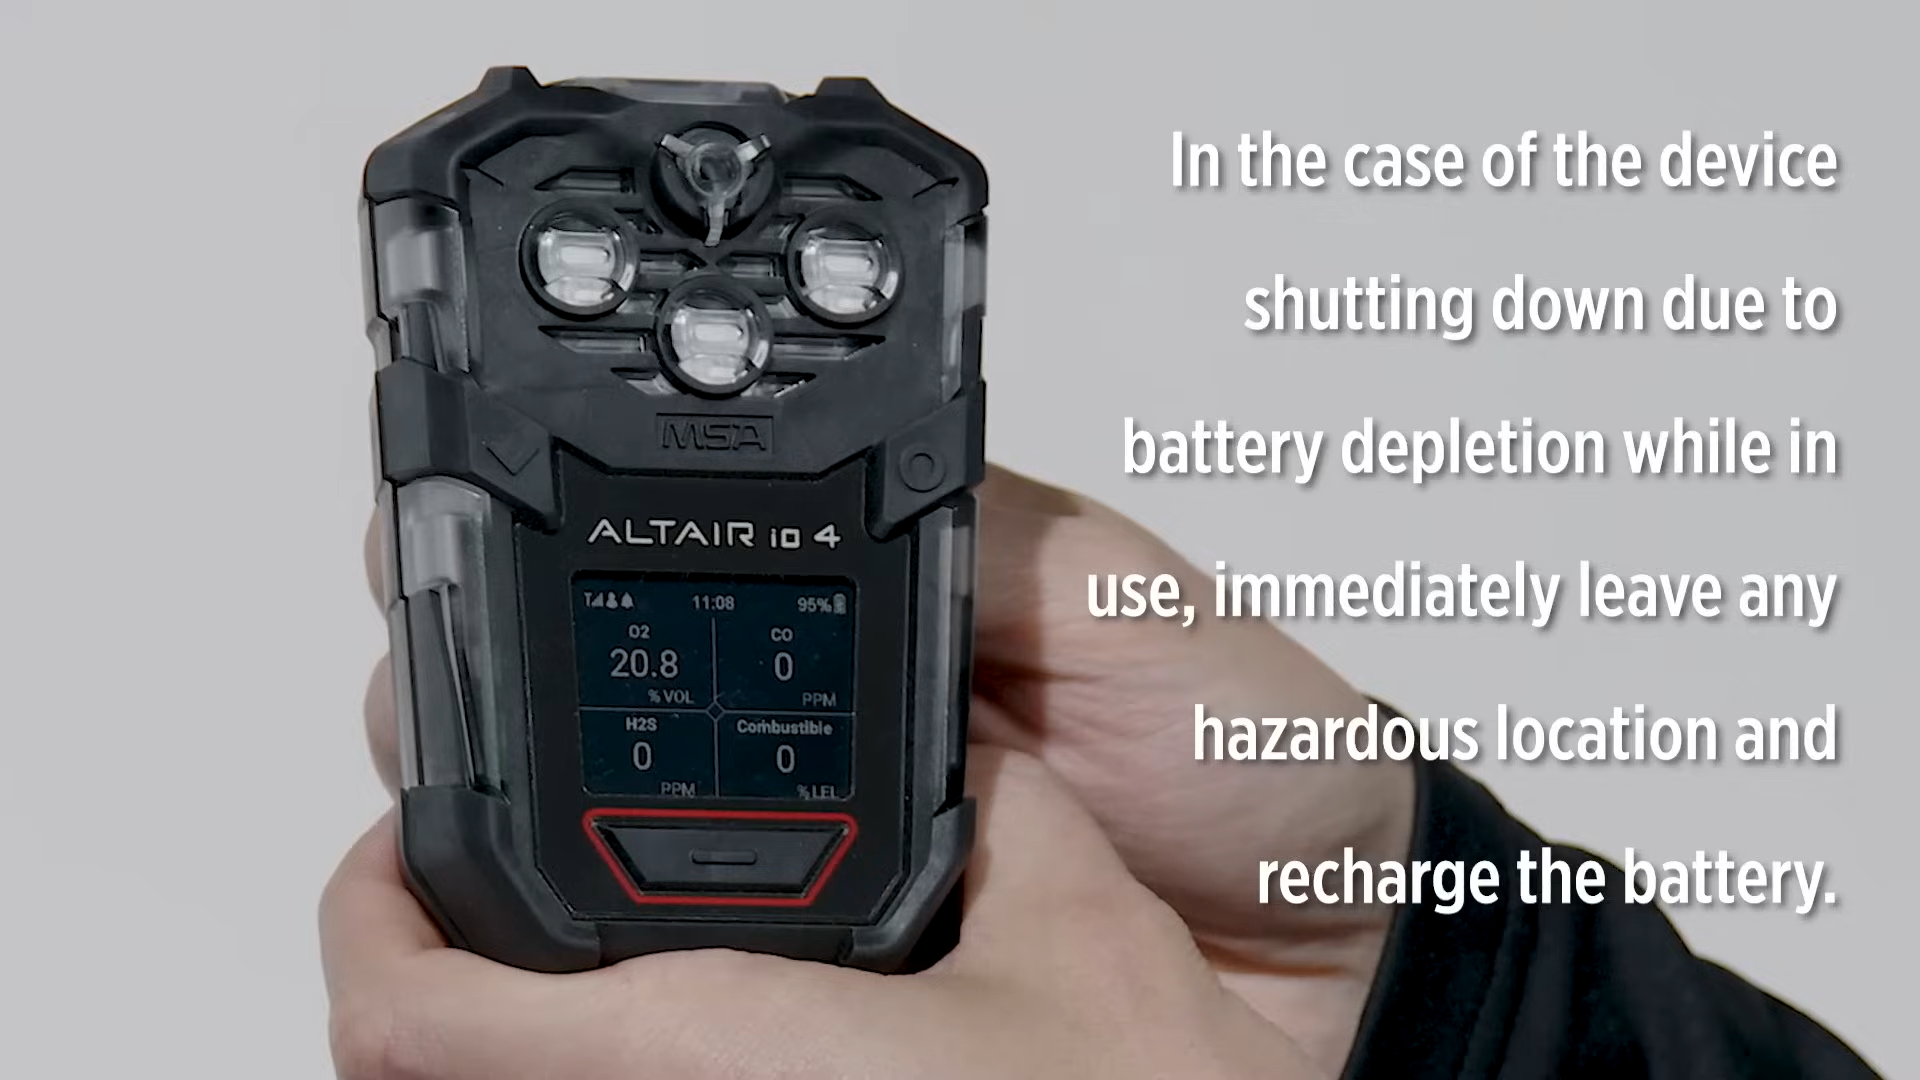 In the case of the device
shutting down due to
battery depletion while in
use, immediately leave any
hazardous location and
recharge the battery.
MSA
ALTAIR io 4
11:08 95%
O2 CO
20.8 0
% VOL PPM
H2S Combustible
0 0
PPM % LEL